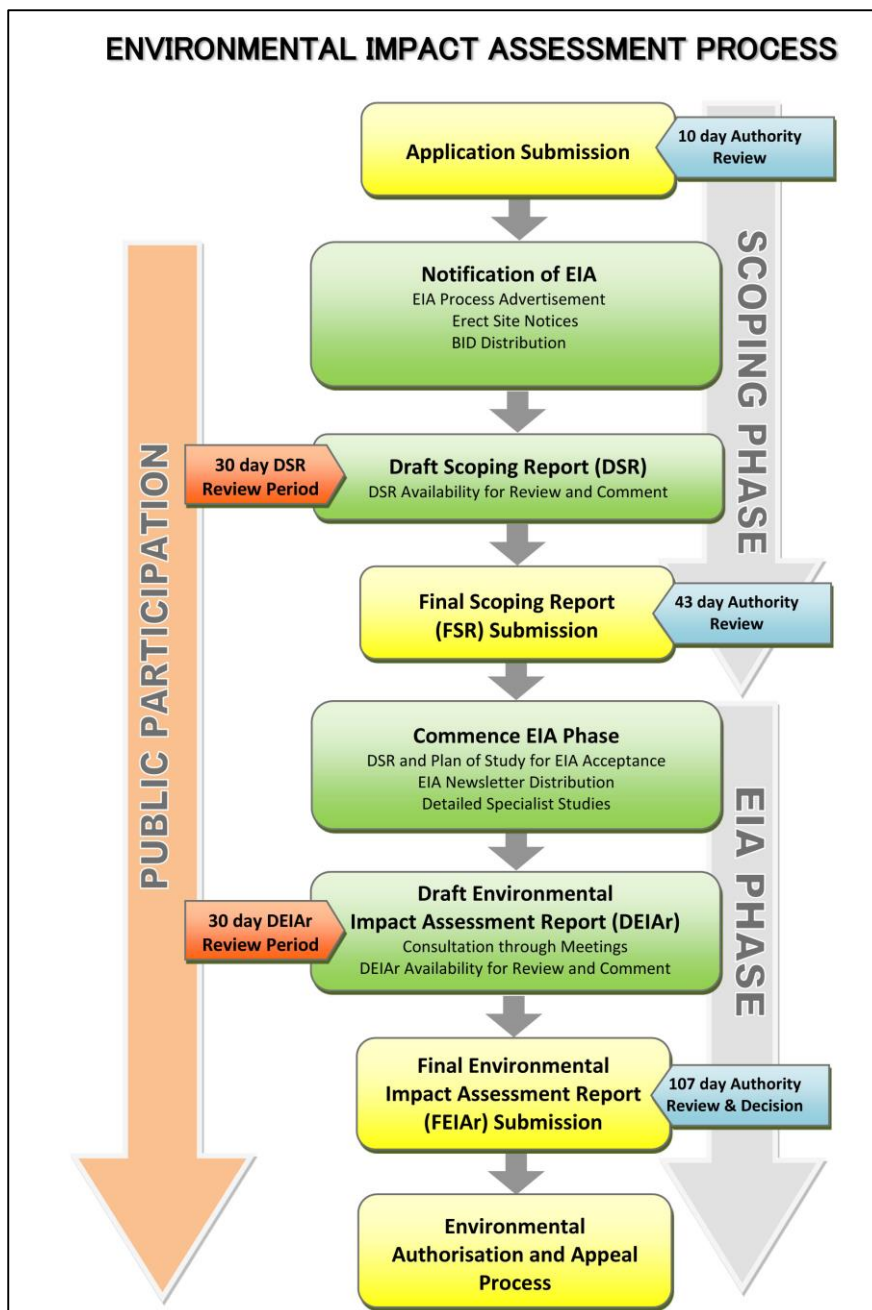 ENVIRONMENTAL IMPACT ASSESSMENT PROCESS
Application Submission
10 day Authority
Review
SCOPING PHASE
Notification of EIA
EIA Process Advertisement
Erect Site Notices
BID Distribution
PUBLIC PARTICIPATION
30 day DSR
Review Period
Draft Scoping Report (DSR)
DSR Availability for Review and Comment
Final Scoping Report
(FSR) Submission
43 day Authority
Review
Commence EIA Phase
DSR and Plan of Study for EIA Acceptance
EIA Newsletter Distribution
Detailed Specialist Studies
EIA PHASE
30 day DEIAr
Review Period
Draft Environmental
Impact Assessment Report (DEIAr)
Consultation through Meetings
DEIAr Availability for Review and Comment
Final Environmental
Impact Assessment Report
(FEIAr) Submission
107 day Authority
Review & Decision
Environmental
Authorisation and Appeal
Process